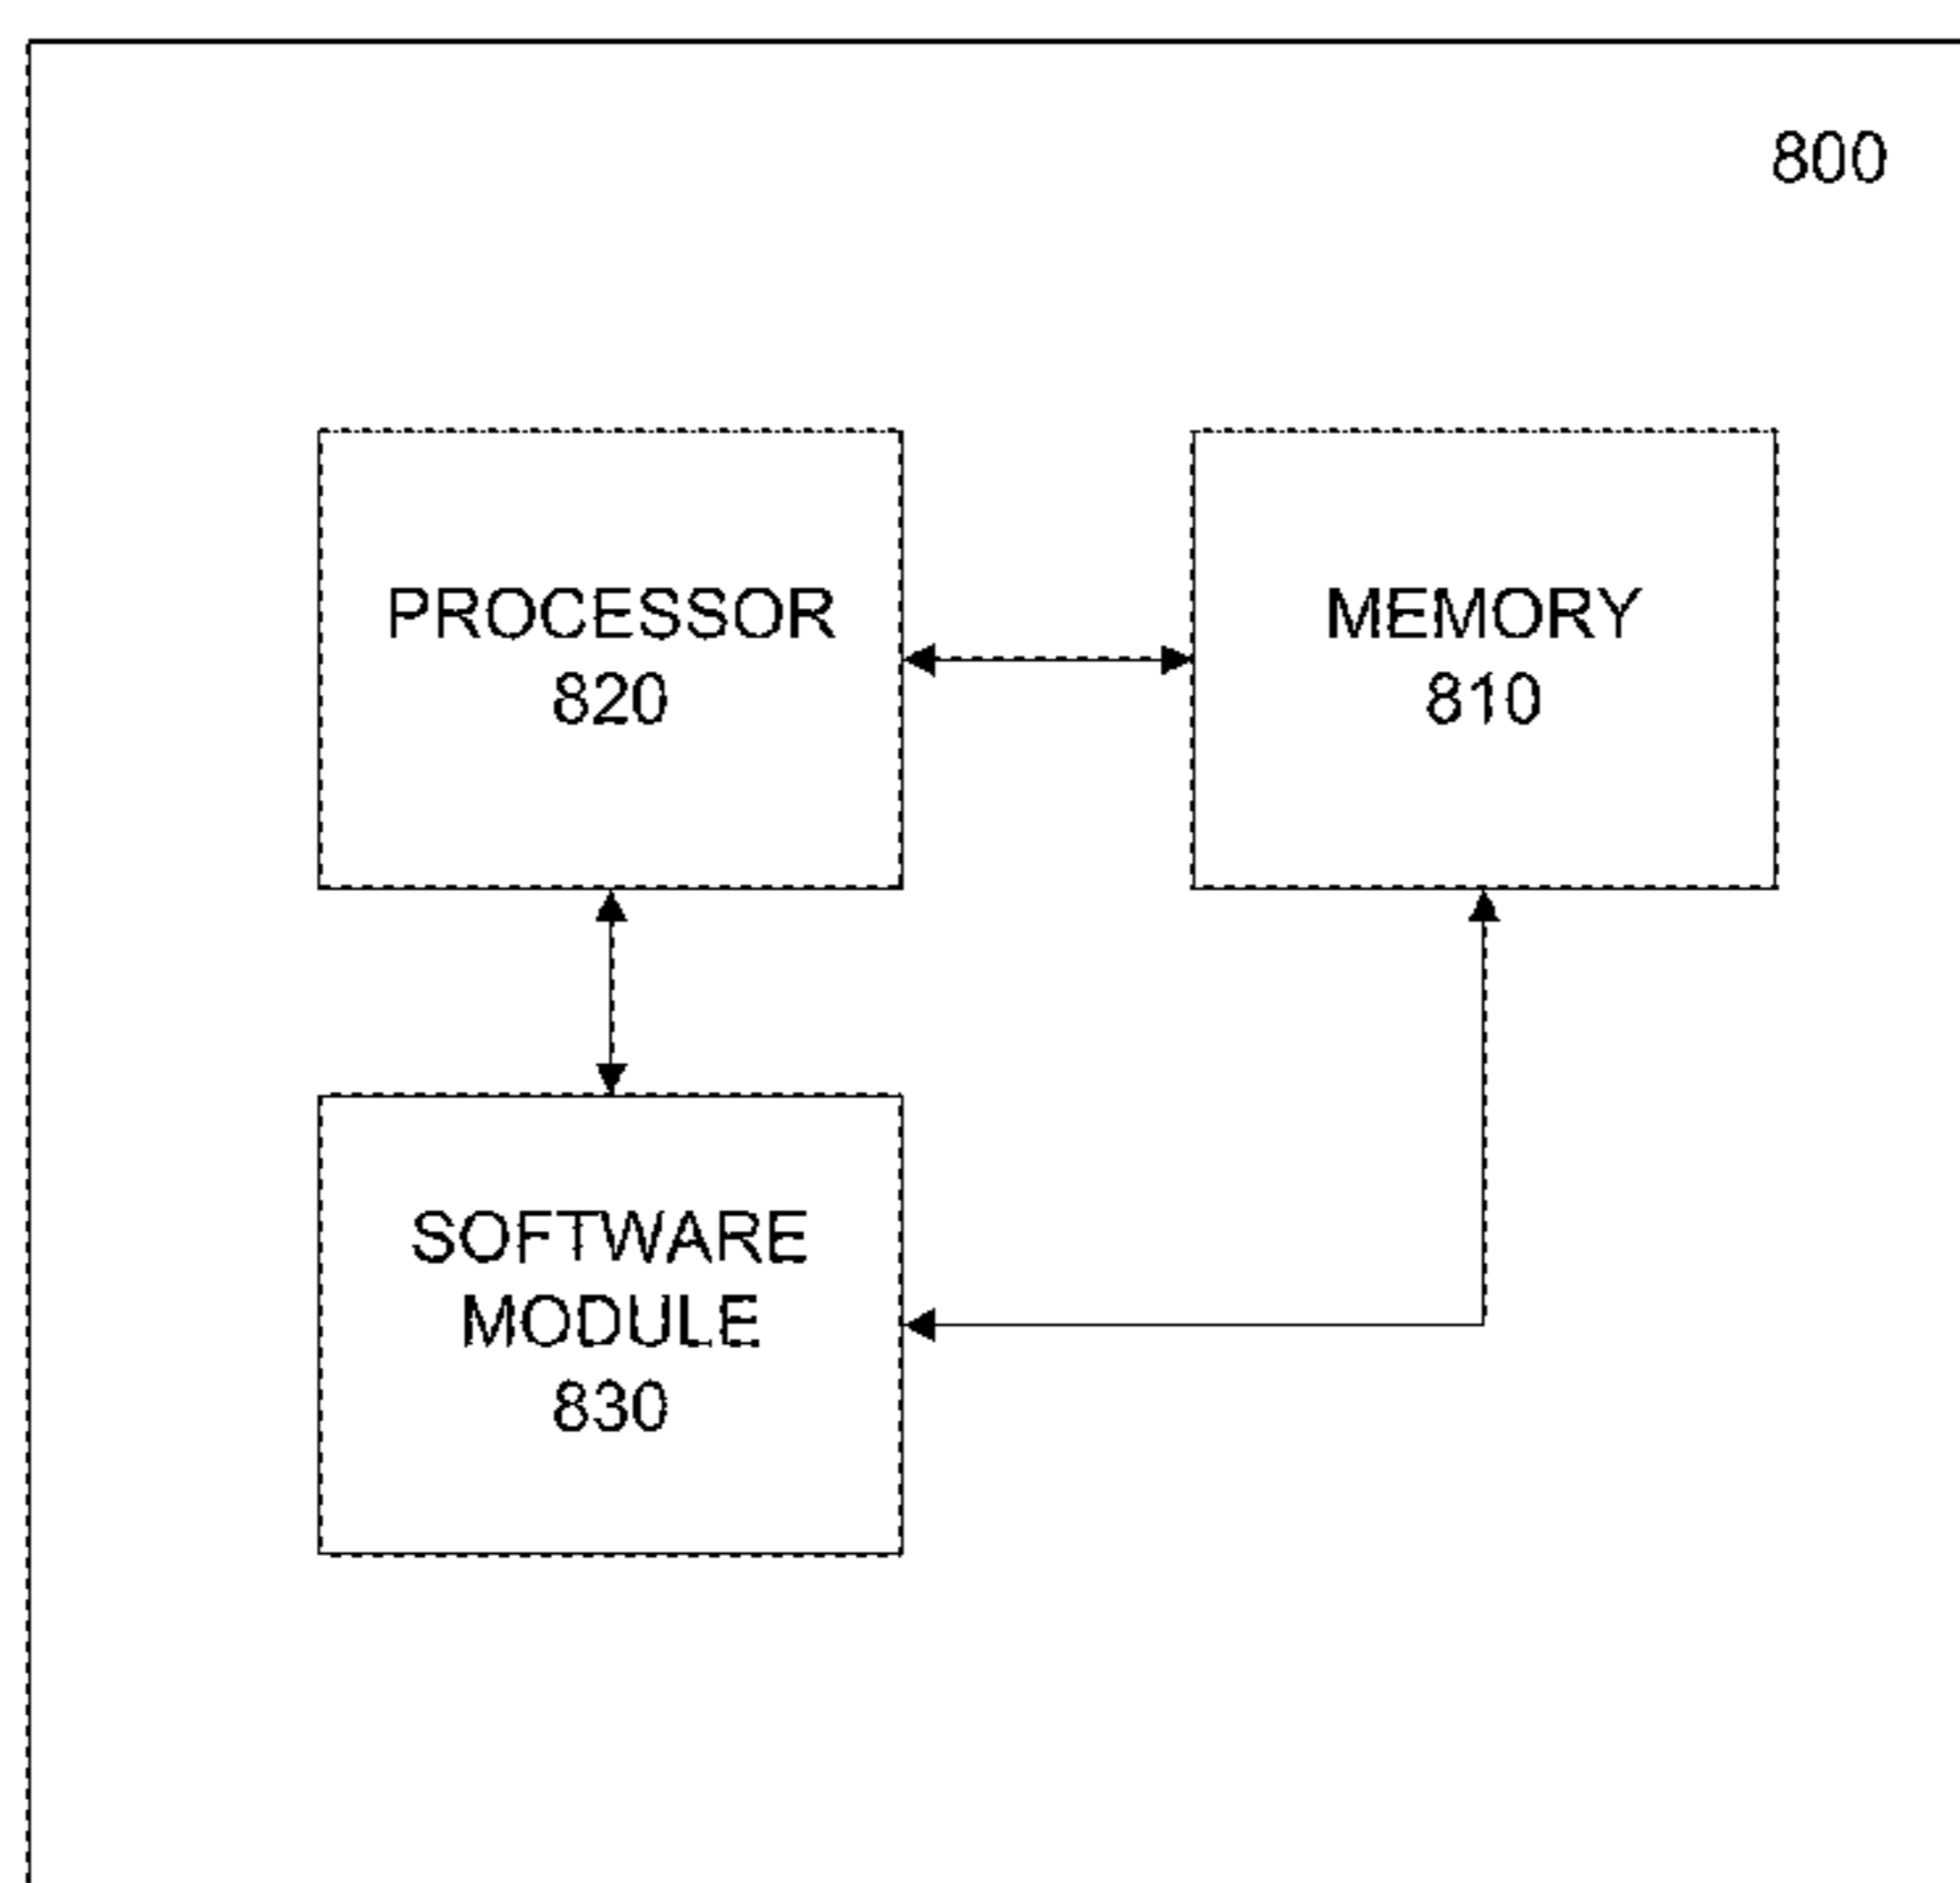 800
PROCESSOR
820
MEMORY
810
SOFTWARE
MODULE
830